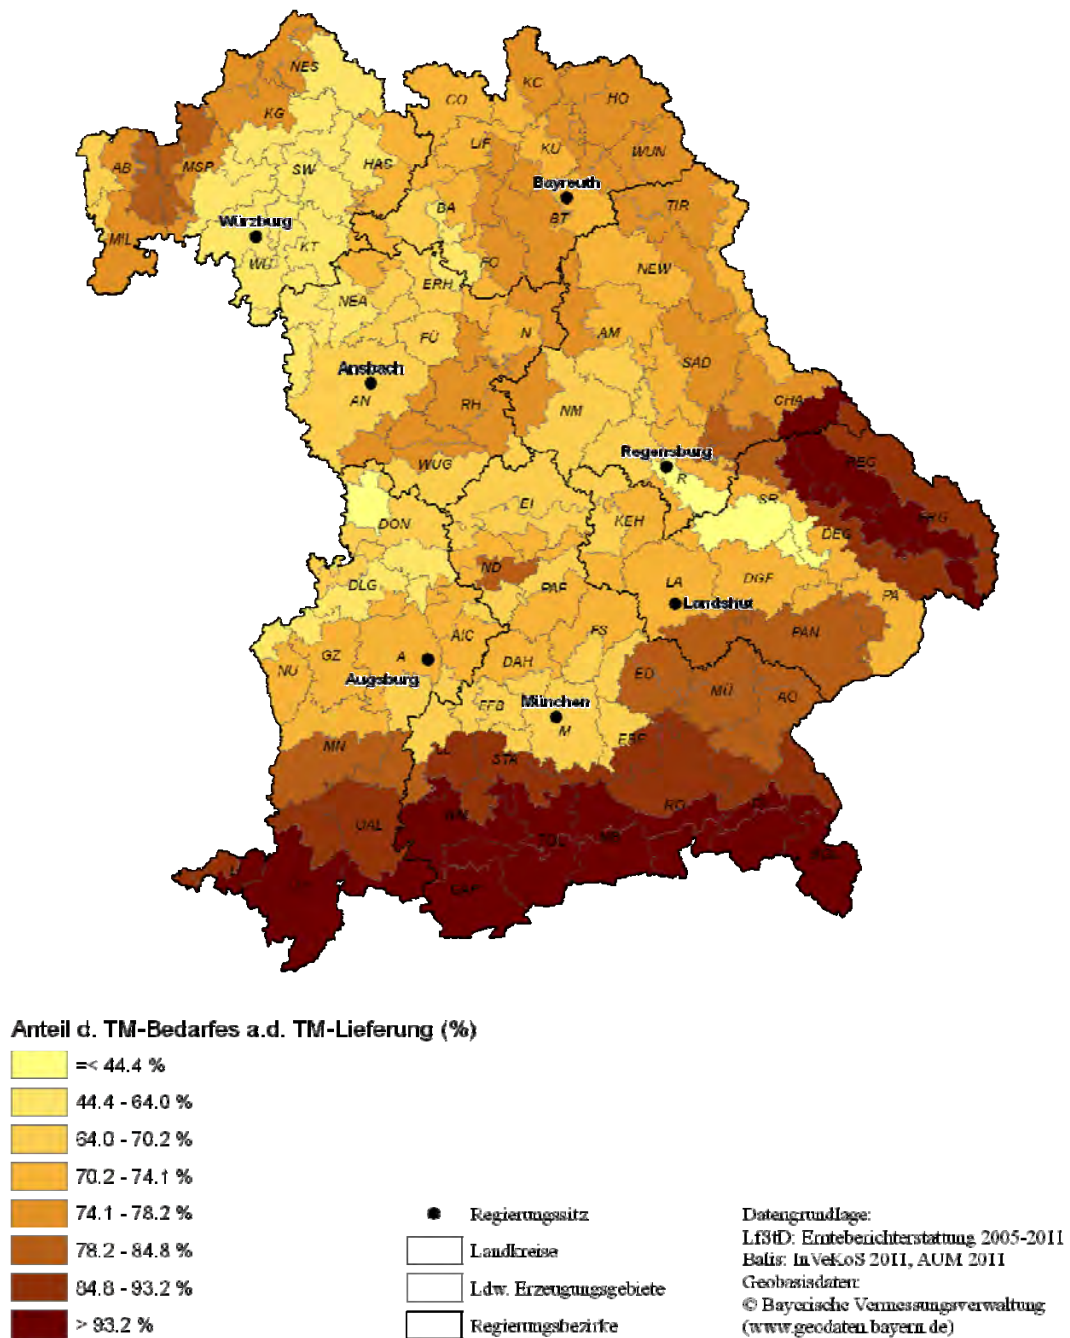 NES
CO
KC
HO
KG
LIF
KU
WUN
AB
MSP
SW
HAS
Bayreuth
BA
BT
TIR
Würzburg
MIL
WÜ
KT
FO
NEW
ERH
NEA
FÜ
N
AM
SAD
Ansbach
AN
RH
NM
CHA
Regensburg
WUG
R
REG
EI
SR
FRG
DON
KEH
DEG
ND
DLG
PAF
LA
DGF
PA
Landshut
FS
PAN
AIC
NU
GZ
A
DAH
Augsburg
ED
MÜ
AÖ
FFB
München
M
EBE
MN
LL
STA
RO
OAL
WM
TÖL
MB
TS
GAP
BGL
OA
Anteil d. TM-Bedarfes a.d. TM-Lieferung (%)
=< 44.4 %
44.4 - 64.0 %
64.0 - 70.2 %
70.2 - 74.1 %
74.1 - 78.2 %
78.2 - 84.8 %
84.8 - 93.2 %
> 93.2 %
Regierungssitz
Landkreise
Ldw. Erzeugungsgebiete
Regierungsbezirke
Datengrundlage:
LfStD: Ernteberichterstattung 2005-2011
Balis: InVeKoS 2011, AUM 2011
Geobasisdaten:
© Bayerische Vermessungsverwaltung
(www.geodaten.bayern.de)